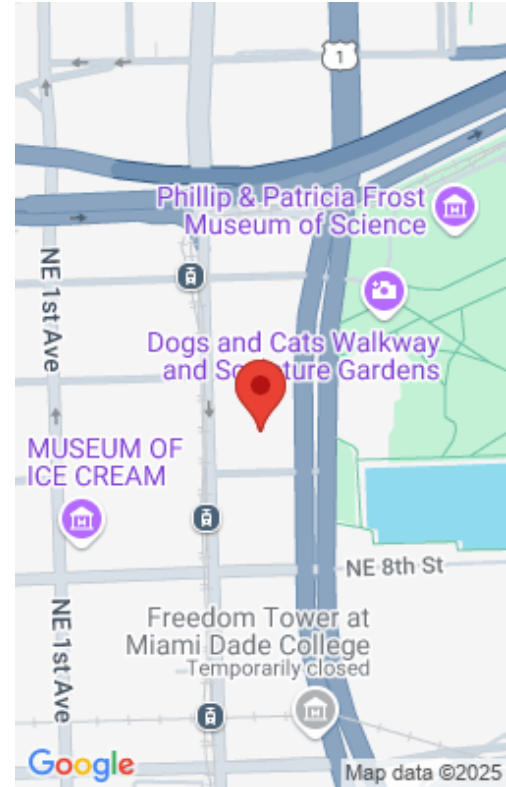 1
Phillip & Patricia Frost
Museum of Science
NE 1st Ave
Dogs and Cats Walkway
and Sculpture Gardens
MUSEUM OF
ICE CREAM
NE 8th St
NE 1st Ave
Freedom Tower at
Miami Dade College
Temporarily closed
Google
Map data ©2025